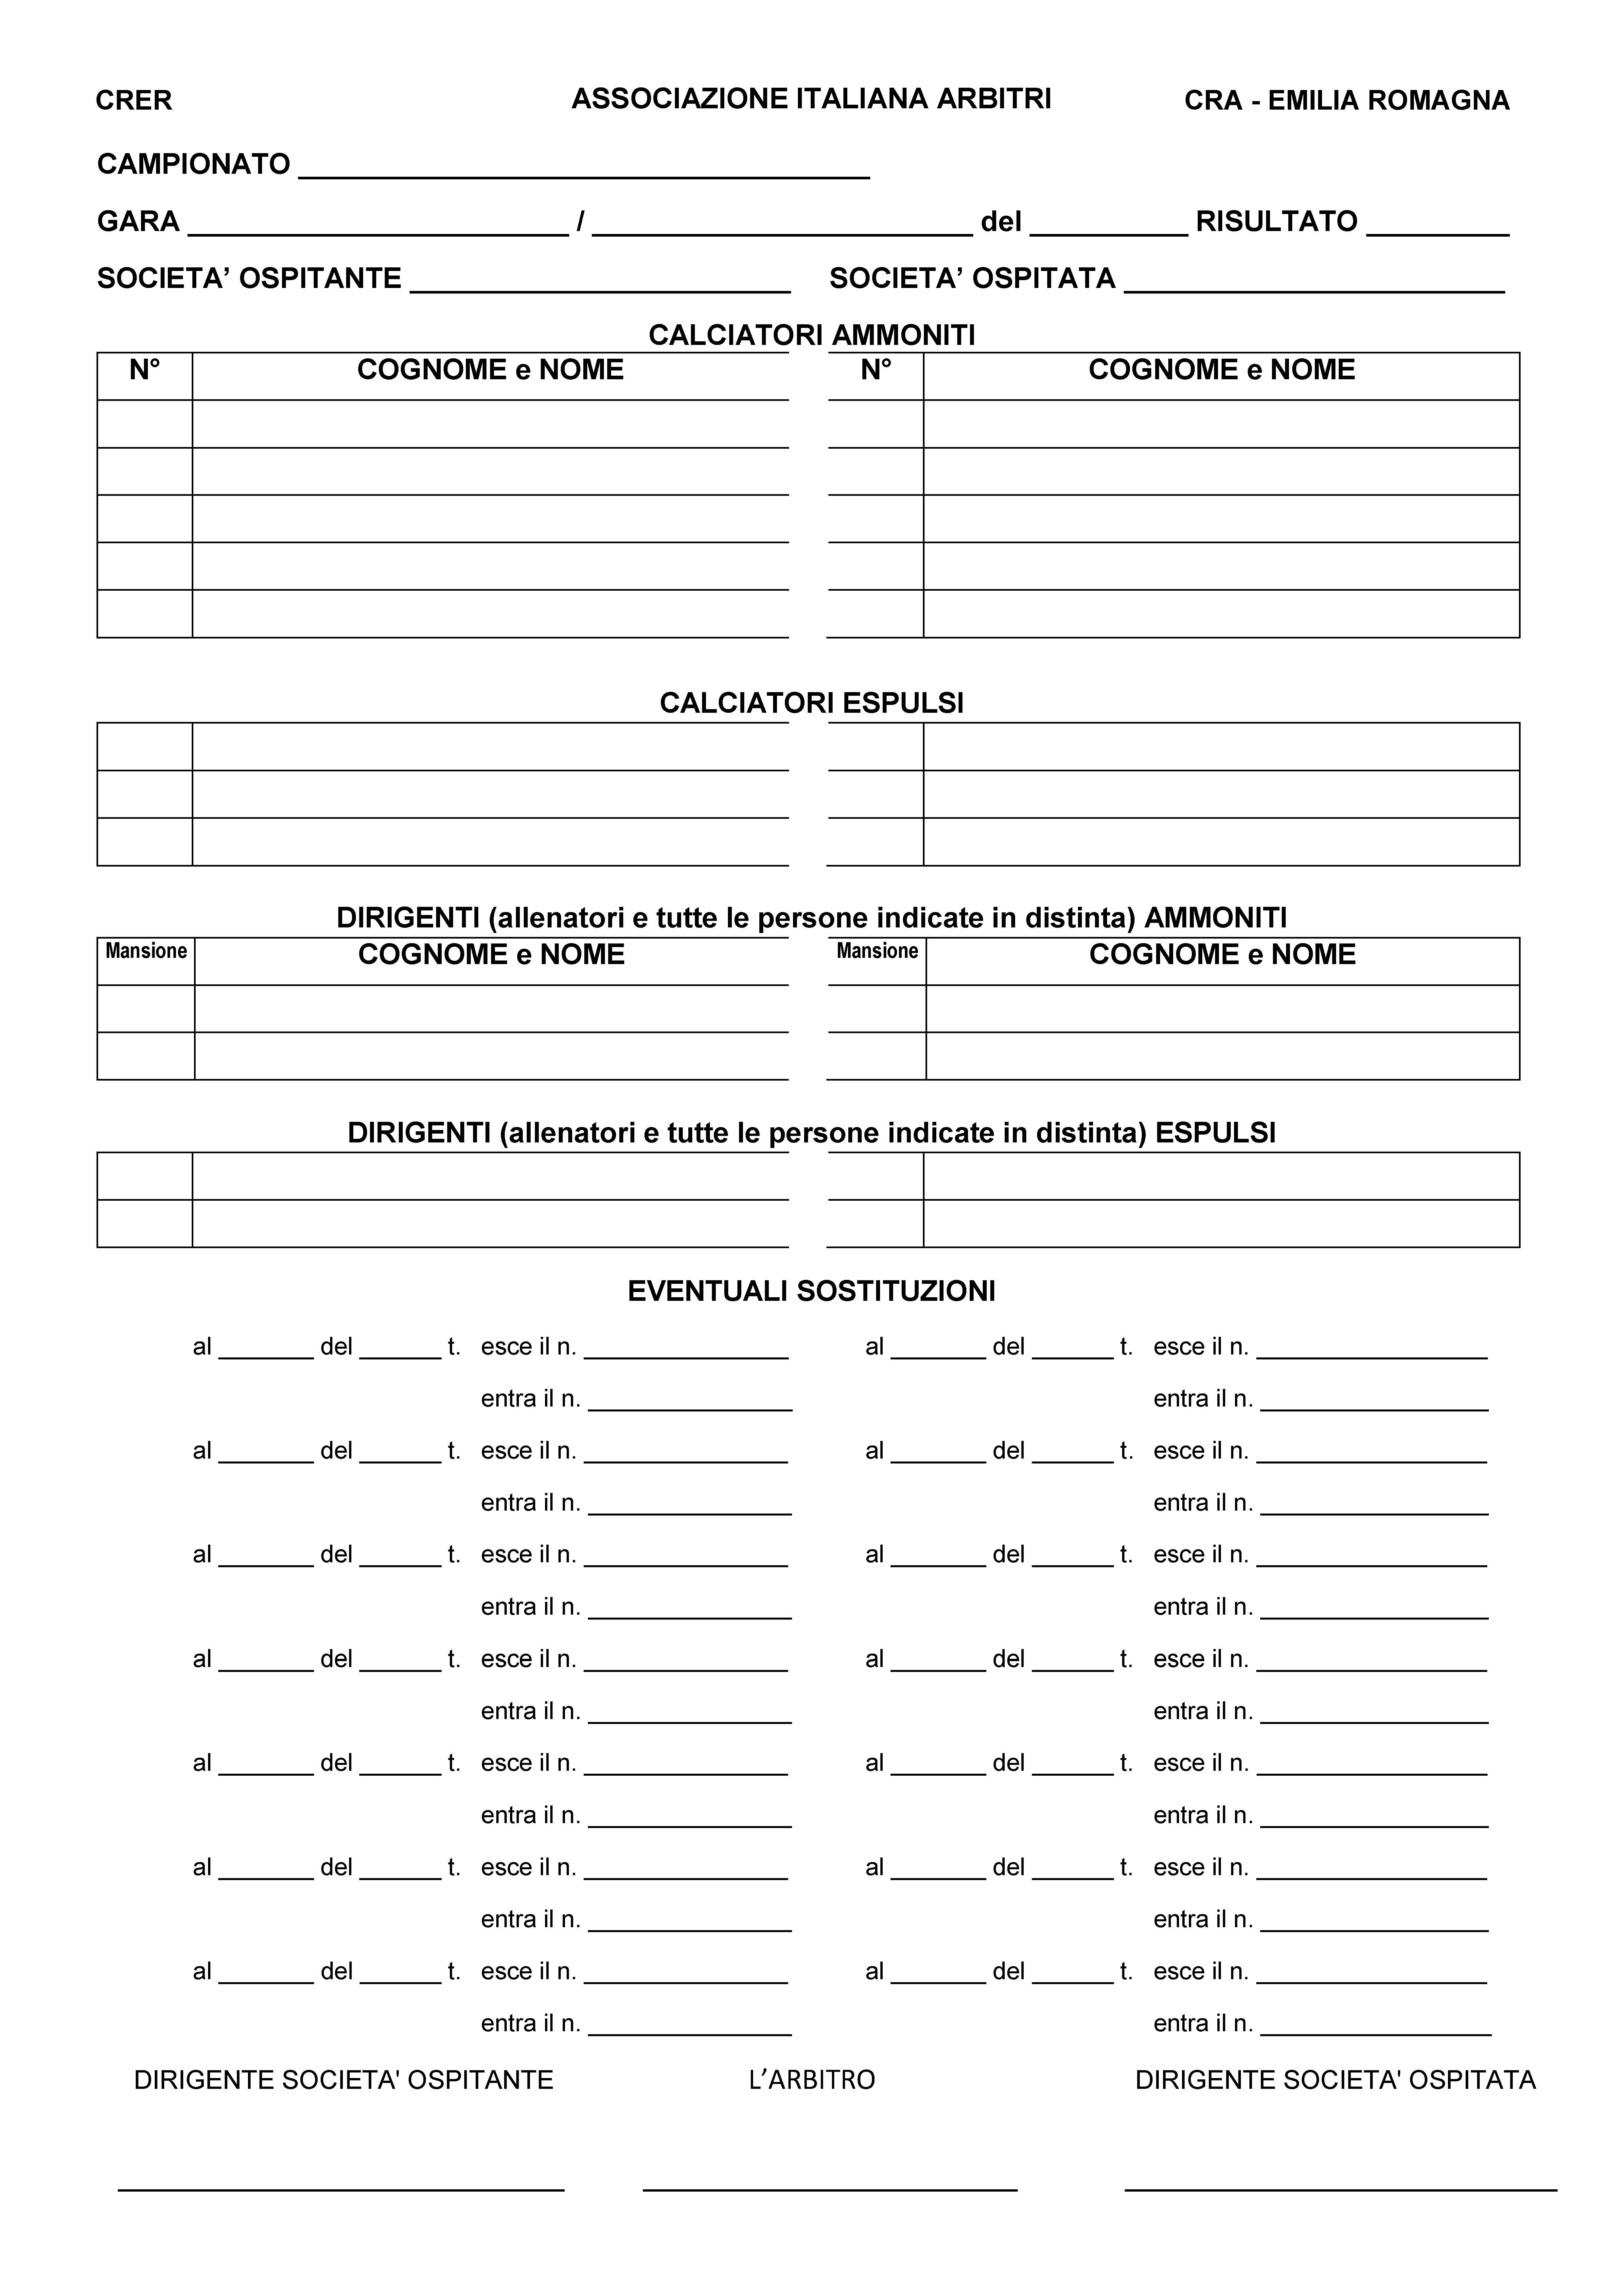 CRER ASSOCIAZIONE ITALIANA ARBITRI CRA - EMILIA ROMAGNA
CAMPIONATO
GARA / del RISULTATO
SOCIETA’ OSPITANTE SOCIETA’ OSPITATA
CALCIATORI AMMONITI
N° COGNOME e NOME N° COGNOME e NOME
CALCIATORI ESPULSI
DIRIGENTI (allenatori e tutte le persone indicate in distinta) AMMONITI
Mansione COGNOME e NOME Mansione COGNOME e NOME
DIRIGENTI (allenatori e tutte le persone indicate in distinta) ESPULSI
EVENTUALI SOSTITUZIONI
al del t. esce il n. al del t. esce il n.
entra il n. entra il n.
al del t. esce il n. al del t. esce il n.
entra il n. entra il n.
al del t. esce il n. al del t. esce il n.
entra il n. entra il n.
al del t. esce il n. al del t. esce il n.
entra il n. entra il n.
al del t. esce il n. al del t. esce il n.
entra il n. entra il n.
al del t. esce il n. al del t. esce il n.
entra il n. entra il n.
al del t. esce il n. al del t. esce il n.
entra il n. entra il n.
DIRIGENTE SOCIETA' OSPITANTE L’ARBITRO DIRIGENTE SOCIETA' OSPITATA